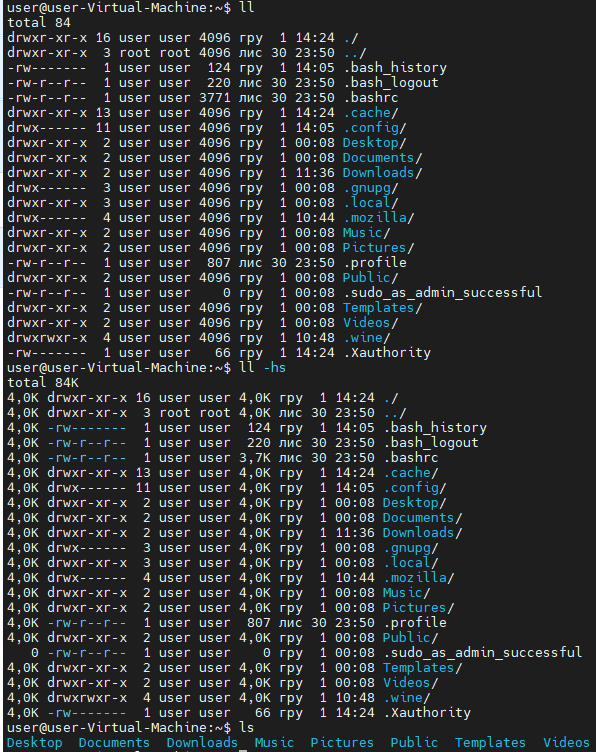 user@user-Virtual-Machine:~$ ll
total 84
drwxr-xr-x 16 user user 4096 гру  1 14:24 ./
drwxr-xr-x  3 root root 4096 лис 30 23:50 ../
-rw-------  1 user user  124 гру  1 14:05 .bash_history
-rw-r--r--  1 user user  220 лис 30 23:50 .bash_logout
-rw-r--r--  1 user user 3771 лис 30 23:50 .bashrc
drwxr-xr-x 13 user user 4096 гру  1 14:24 .cache/
drwx------ 11 user user 4096 гру  1 14:05 .config/
drwxr-xr-x  2 user user 4096 гру  1 00:08 Desktop/
drwxr-xr-x  2 user user 4096 гру  1 00:08 Documents/
drwxr-xr-x  2 user user 4096 гру  1 11:36 Downloads/
drwx------  3 user user 4096 гру  1 00:08 .gnupg/
drwxr-xr-x  3 user user 4096 гру  1 00:08 .local/
drwx------  4 user user 4096 гру  1 10:44 .mozilla/
drwxr-xr-x  2 user user 4096 гру  1 00:08 Music/
drwxr-xr-x  2 user user 4096 гру  1 00:08 Pictures/
-rw-r--r--  1 user user  807 лис 30 23:50 .profile
drwxr-xr-x  2 user user 4096 гру  1 00:08 Public/
-rw-r--r--  1 user user    0 гру  1 00:08 .sudo_as_admin_successful
drwxr-xr-x  2 user user 4096 гру  1 00:08 Templates/
drwxr-xr-x  2 user user 4096 гру  1 00:08 Videos/
drwxrwxr-x  4 user user 4096 гру  1 10:48 .wine/
-rw-------  1 user user   66 гру  1 14:24 .Xauthority
user@user-Virtual-Machine:~$ ll -hs
total 84K
4,0K drwxr-xr-x 16 user user 4,0K гру  1 14:24 ./
4,0K drwxr-xr-x  3 root root 4,0K лис 30 23:50 ../
4,0K -rw-------  1 user user  124 гру  1 14:05 .bash_history
4,0K -rw-r--r--  1 user user  220 лис 30 23:50 .bash_logout
4,0K -rw-r--r--  1 user user 3,7K лис 30 23:50 .bashrc
4,0K drwxr-xr-x 13 user user 4,0K гру  1 14:24 .cache/
4,0K drwx------ 11 user user 4,0K гру  1 14:05 .config/
4,0K drwxr-xr-x  2 user user 4,0K гру  1 00:08 Desktop/
4,0K drwxr-xr-x  2 user user 4,0K гру  1 00:08 Documents/
4,0K drwxr-xr-x  2 user user 4,0K гру  1 11:36 Downloads/
4,0K drwx------  3 user user 4,0K гру  1 00:08 .gnupg/
4,0K drwxr-xr-x  3 user user 4,0K гру  1 00:08 .local/
4,0K drwx------  4 user user 4,0K гру  1 10:44 .mozilla/
4,0K drwxr-xr-x  2 user user 4,0K гру  1 00:08 Music/
4,0K drwxr-xr-x  2 user user 4,0K гру  1 00:08 Pictures/
4,0K -rw-r--r--  1 user user  807 лис 30 23:50 .profile
4,0K drwxr-xr-x  2 user user 4,0K гру  1 00:08 Public/
   0 -rw-r--r--  1 user user    0 гру  1 00:08 .sudo_as_admin_successful
4,0K drwxr-xr-x  2 user user 4,0K гру  1 00:08 Templates/
4,0K drwxr-xr-x  2 user user 4,0K гру  1 00:08 Videos/
4,0K drwxrwxr-x  4 user user 4,0K гру  1 10:48 .wine/
4,0K -rw-------  1 user user   66 гру  1 14:24 .Xauthority
user@user-Virtual-Machine:~$ ls
Desktop  Documents  Downloads  Music  Pictures  Public  Templates  Videos